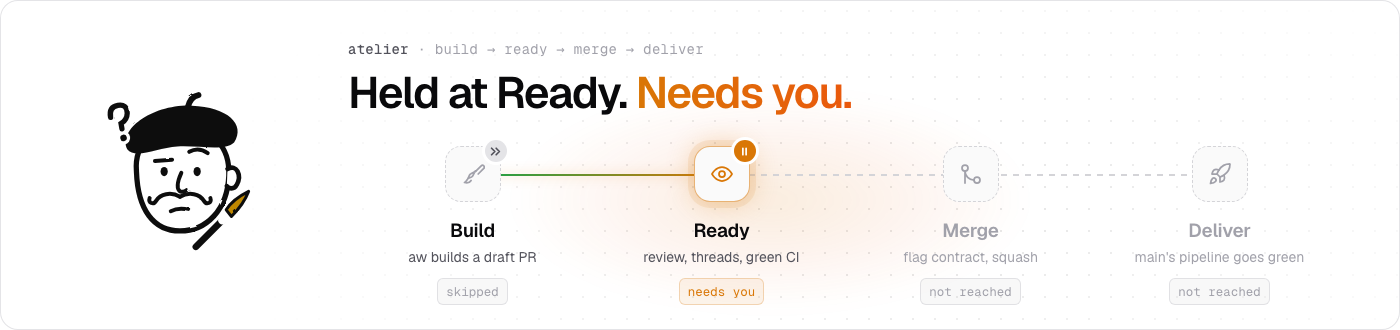 atelier · build → ready → merge → deliver
Held at Ready. Needs you.
Build
aw builds a draft PR
skipped
Ready
review, threads, green CI
needs you
Merge
flag contract, squash
not reached
Deliver
main's pipeline goes green
not reached